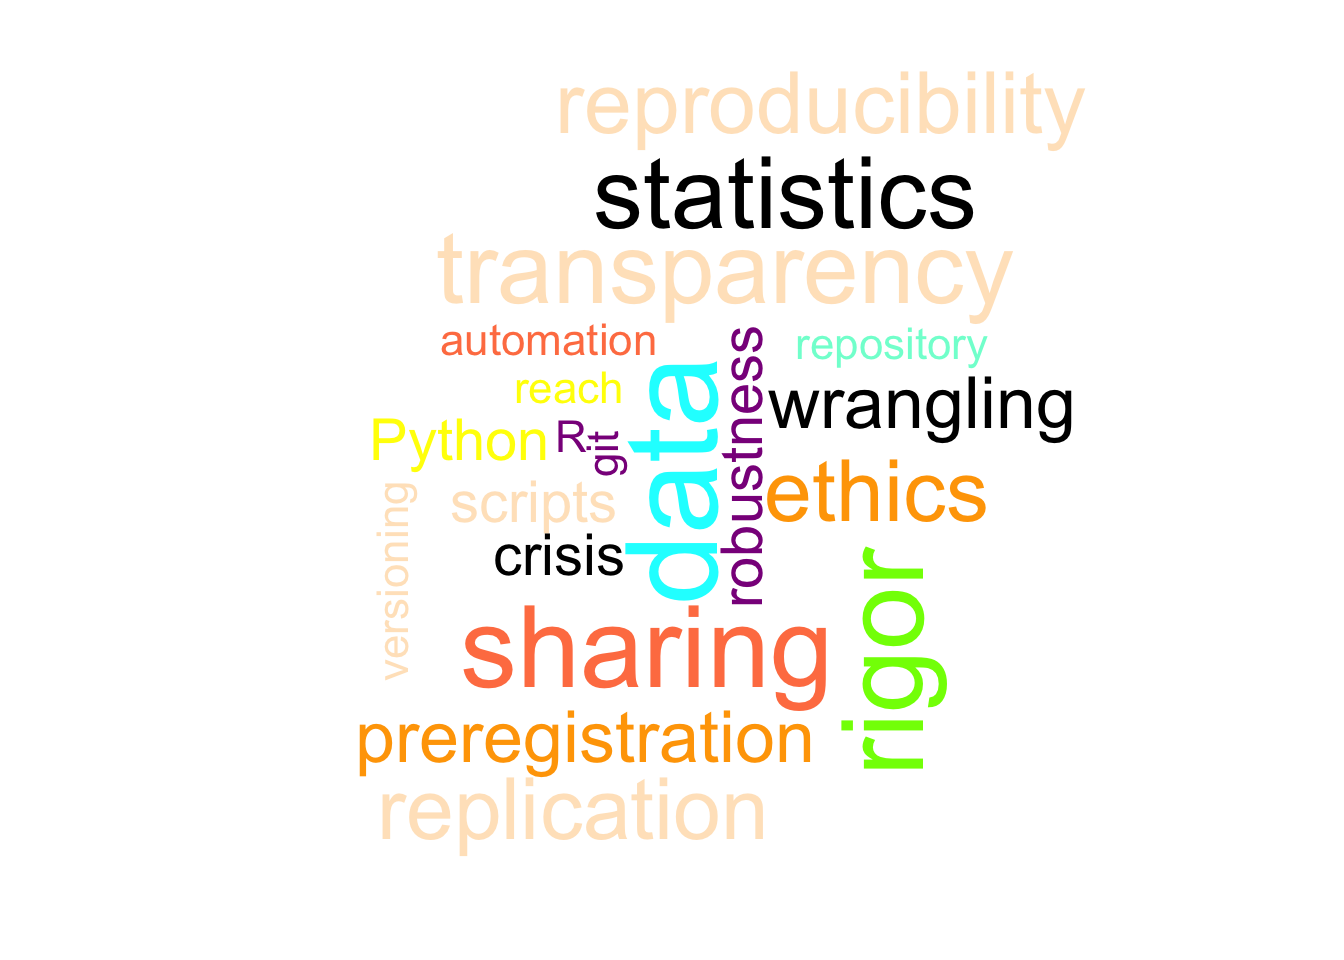 reproducibility
statistics
transparency
automation
repository
reach
data
robustness
wrangling
Python
R
git
scripts
ethics
versioning
crisis
sharing
rigor
preregistration
replication